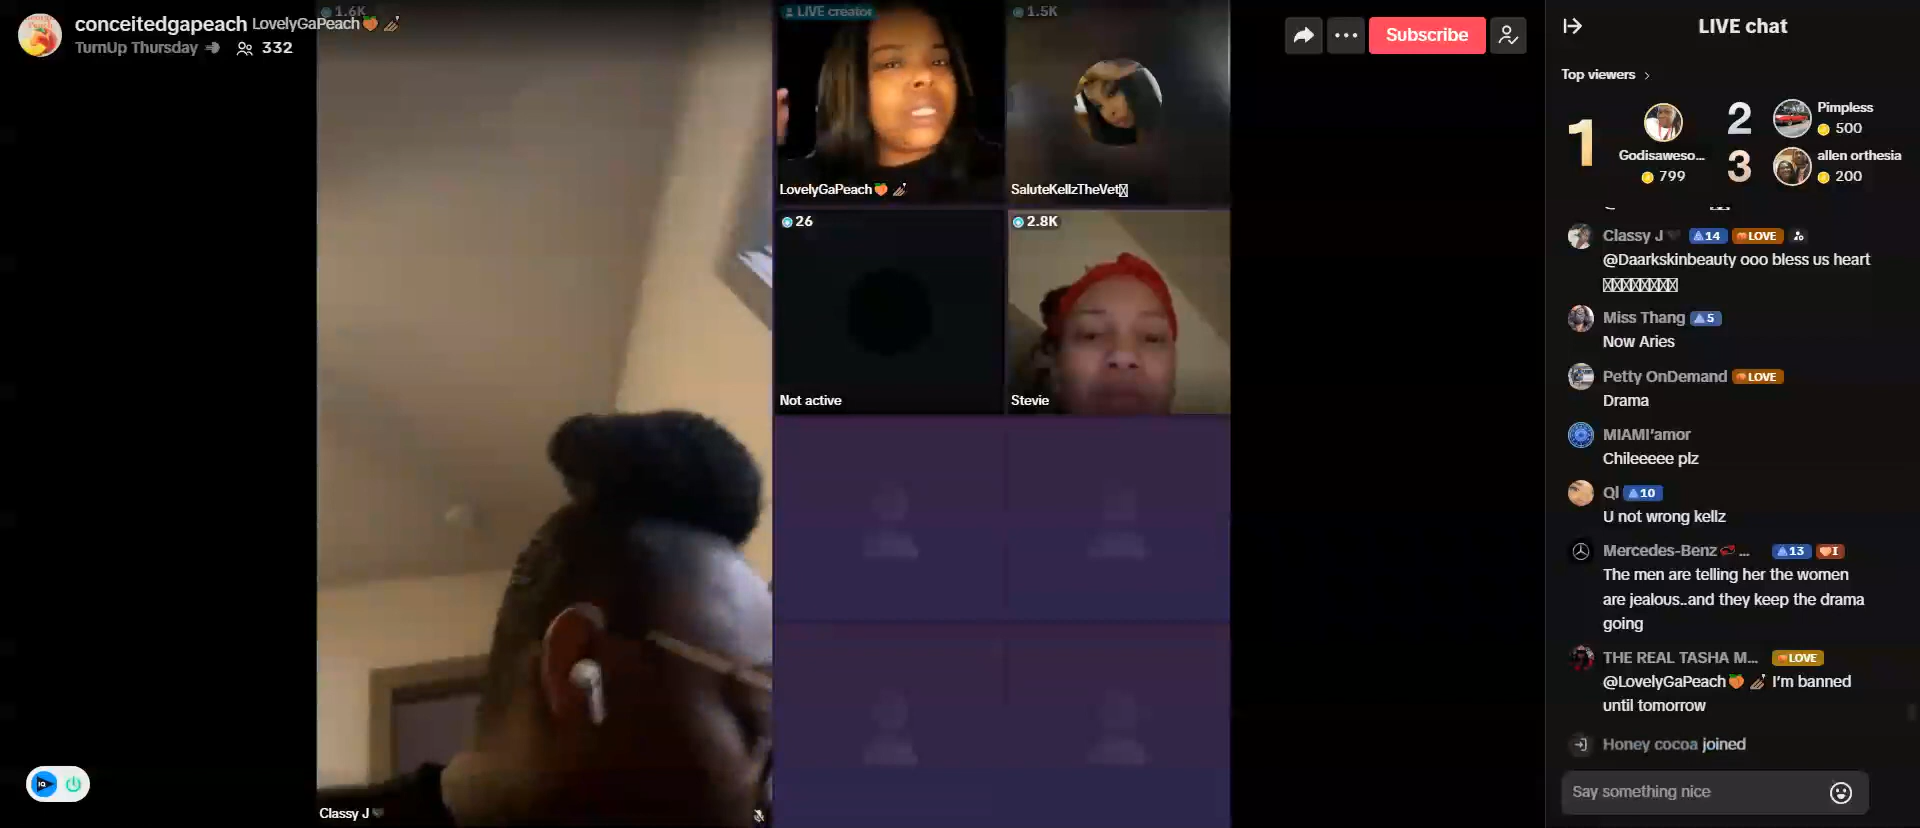 conceitedgapeach LovelyGaPeach🍑💅🏽
TurnUp Thursday
332
1.6K
LIVE creator
1.5K
LovelyGaPeach🍑💅🏽
SaluteKellzTheVet
26
2.8K
Not active
Stevie
Classy J🖤
Subscribe
LIVE chat
Top viewers
1
Godisaweso...
799
2
Pimpless
500
3
allen orthesia
200
Classy J🖤 14 LOVE
@Daarkskinbeauty ooo bless us heart
Miss Thang 5
Now Aries
Petty OnDemand LOVE
Drama
MIAMI'amor
Chileeeee plz
QI 10
U not wrong kellz
Mercedes-Benz ... 13 I
The men are telling her the women
are jealous..and they keep the drama
going
THE REAL TASHA M... LOVE
@LovelyGaPeach🍑💅🏽 I'm banned
until tomorrow
Honey cocoa joined
Say something nice